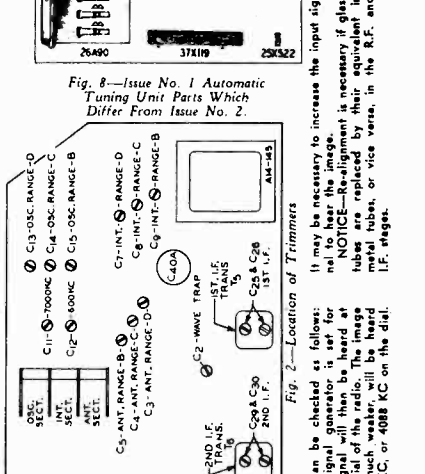 26A90
37X119
25X522
Fig. 8—Issue No. 1 Automatic
Tuning Unit Parts Which
Differ From Issue No. 2.
OSC.
SECT.
INT.
SECT.
ANT.
SECT.
C11-7000KC
C12-600KC
C13-OSC. RANGE-D
C14-OSC. RANGE-C
C15-OSC. RANGE-B
C5-ANT. RANGE-B
C4-ANT. RANGE-C
C3-ANT. RANGE-D
C7-INT.-RANGE-D
C8-INT.-RANGE-C
C9-INT.-RANGE-B
C40A
A14-145
C2-WAVE TRAP
2ND I.F.
TRANS
T6
C29 & C30
2ND I.F.
1ST. I.F.
TRANS
T5
C25 & C26
1ST. I.F.
Fig. 2—Location of Trimmers
an be checked as follows:
ignal generator is set for
gnal will then be heard at
ial of the radio. The image
much weaker, will be heard
C, or 4088 KC on the dial.
It may be necessary to increase the input sig
nal to hear the image.
NOTICE—Re-alignment is necessary if glas
tubes are replaced by their equivalent i
metal tubes, or vice versa, in the R.F. and
I.F. stages.